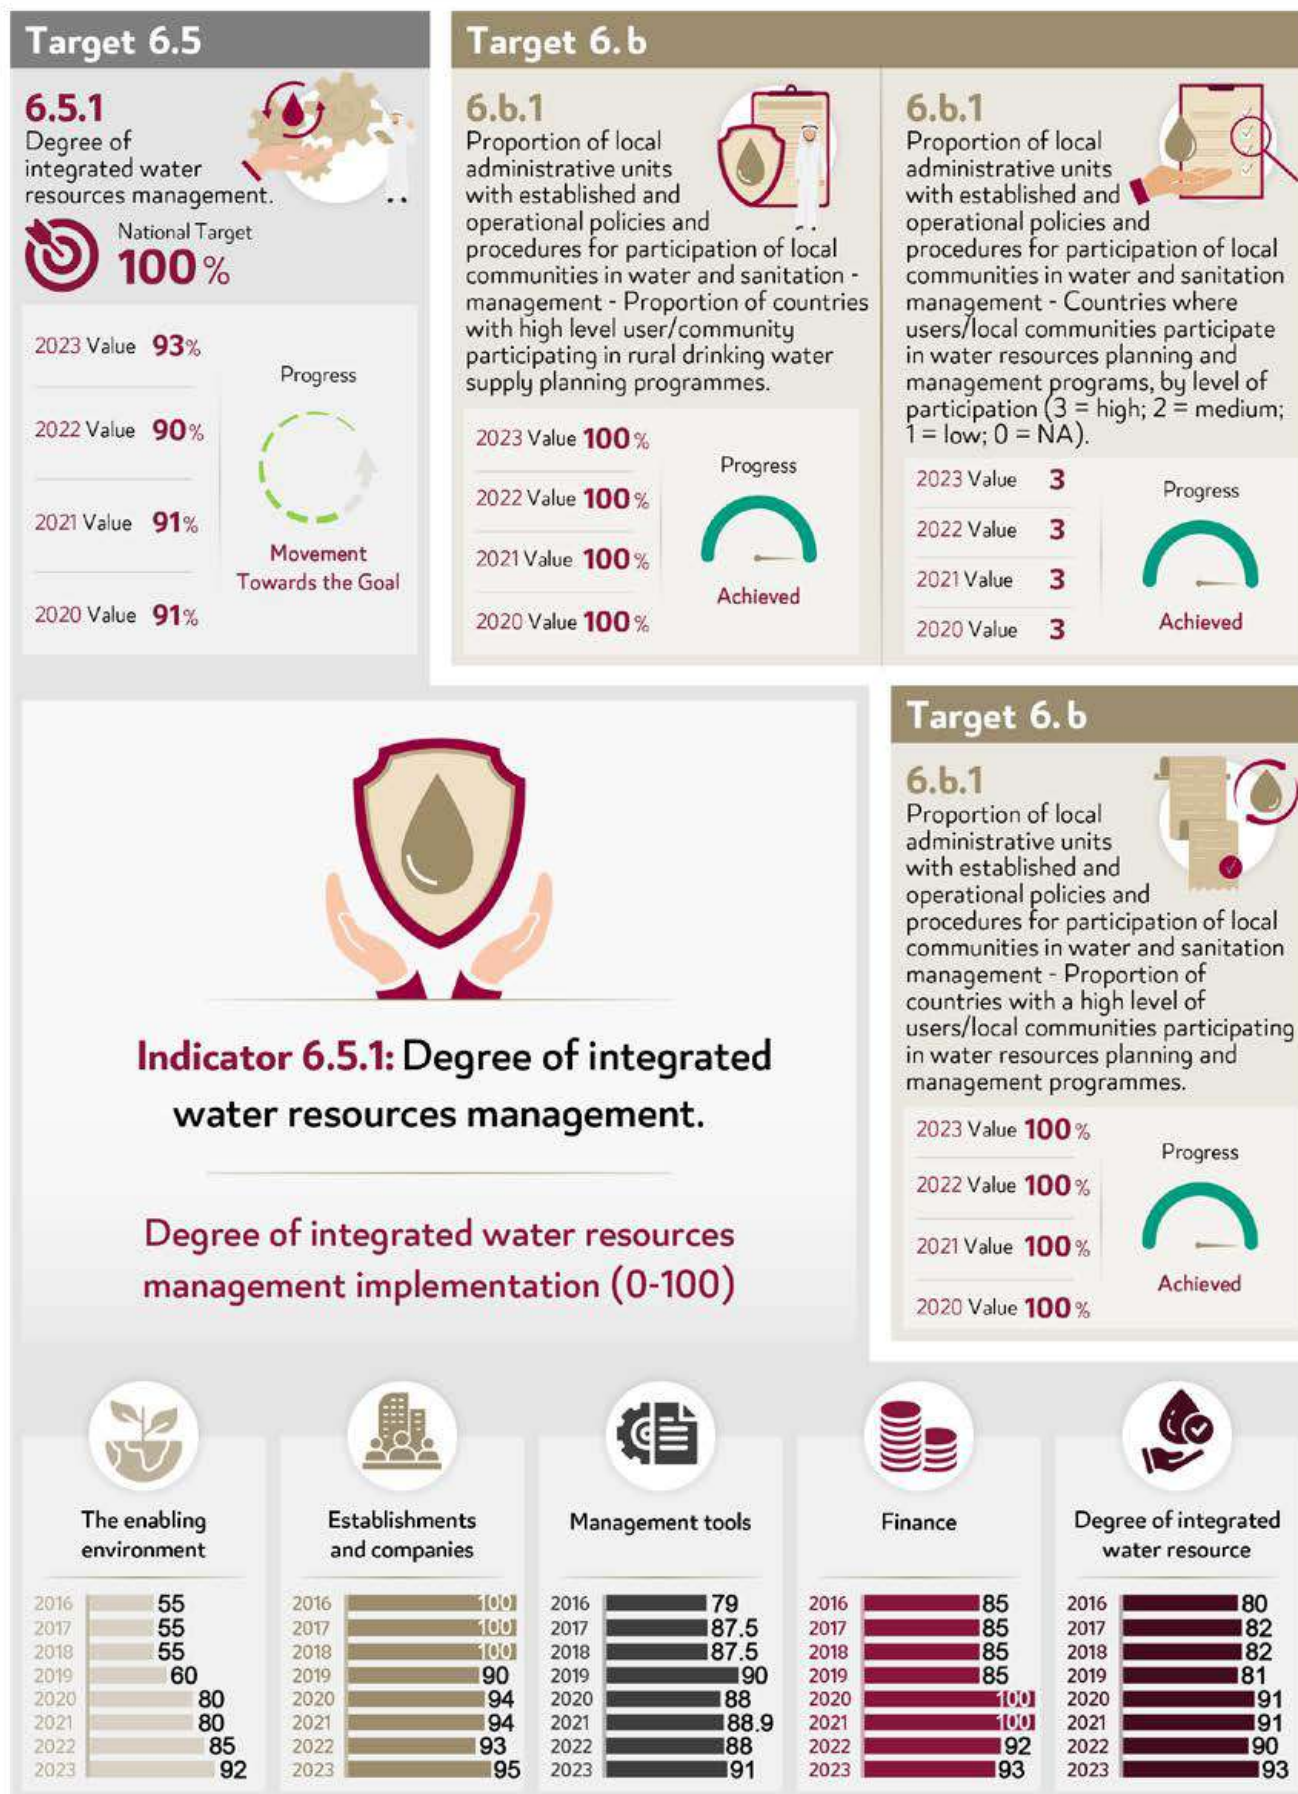 Target 6.5
6.5.1
Degree of
integrated water
resources management.
National Target
100%
2023 Value 93%
2022 Value 90%
2021 Value 91%
2020 Value 91%
Progress
Movement
Towards the Goal
Target 6.b
6.b.1
Proportion of local
administrative units
with established and
operational policies and
procedures for participation of local
communities in water and sanitation -
management - Proportion of countries
with high level user/community
participating in rural drinking water
supply planning programmes.
2023 Value 100%
2022 Value 100%
2021 Value 100%
2020 Value 100%
Progress
Achieved
6.b.1
Proportion of local
administrative units
with established and
operational policies and
procedures for participation of local
communities in water and sanitation
management - Countries where
users/local communities participate
in water resources planning and
management programs, by level of
participation (3 = high; 2 = medium;
1 = low; 0 = NA).
2023 Value 3
2022 Value 3
2021 Value 3
2020 Value 3
Progress
Achieved
Target 6.b
6.b.1
Proportion of local
administrative units
with established and
operational policies and
procedures for participation of local
communities in water and sanitation
management - Proportion of
countries with a high level of
users/local communities participating
in water resources planning and
management programmes.
2023 Value 100%
2022 Value 100%
2021 Value 100%
2020 Value 100%
Progress
Achieved
Indicator 6.5.1: Degree of integrated
water resources management.
Degree of integrated water resources
management implementation (0-100)
The enabling
environment
2016 55
2017 55
2018 55
2019 60
2020 80
2021 80
2022 85
2023 92
Establishments
and companies
2016 100
2017 100
2018 100
2019 90
2020 94
2021 94
2022 93
2023 95
Management tools
2016 79
2017 87.5
2018 87.5
2019 90
2020 88
2021 88.9
2022 88
2023 91
Finance
2016 85
2017 85
2018 85
2019 85
2020 100
2021 100
2022 92
2023 93
Degree of integrated
water resource
2016 80
2017 82
2018 82
2019 81
2020 91
2021 91
2022 90
2023 93